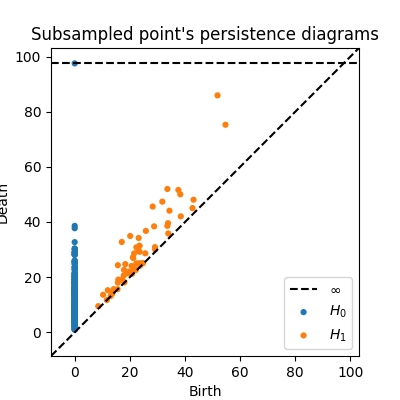 Subsampled point's persistence diagrams
100
80
60
40
20
0
Death
0 20 40 60 80 100
Birth
∞
H₀
H₁